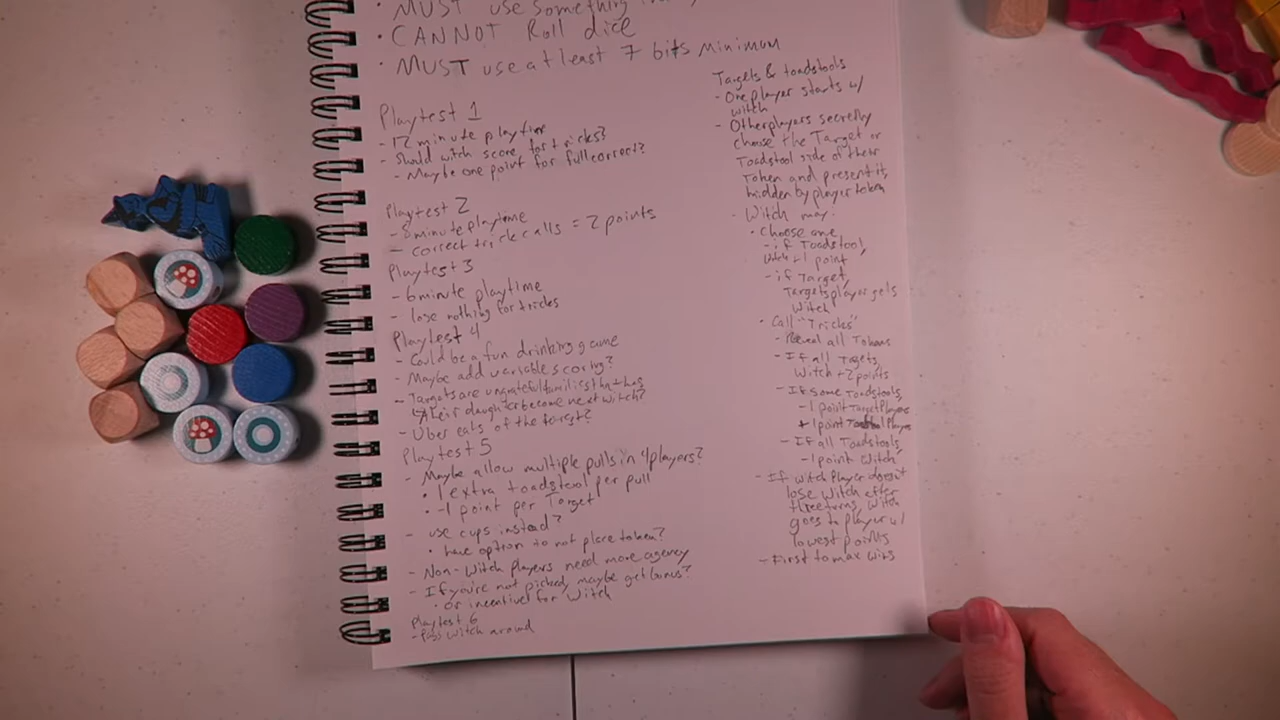 • MUST use something
• CANNOT Roll dice
• MUST use at least 7 bits minimum
Playtest 1
- 12 minute playtime
- Should witch score for tricks?
- Maybe one point for full correct?
Playtest 2
- 8 minute playtime
- correct trick calls = 2 points
Playtest 3
- 6 minute playtime
- lose nothing for tricks
Playtest 4
- Could be a fun drinking game
- Maybe add variable scoring?
- Targets are ungrateful families that has
their daughter become next witch?
- Uber eats of the forest?
Playtest 5
- Maybe allow multiple pulls in 4 players?
• 1 extra toadstool per pull
• -1 point per Target
- use cups instead?
• have option to not place token?
- Non-Witch Players need more agency
- If you're not picked, maybe get bonus?
• or incentive for Witch
Playtest 6
- Pass witch around
Targets & toadstools
- One player starts w/
witch
- Other players secretly
choose the Target or
Toadstool side of their
Token and present it,
hidden by player token
- Witch may:
• Choose one
- if Toadstool,
witch +1 point
- if Target,
Targets player gets
Witch
• Call "Tricks"
- Reveal all Tokens
- If all Targets,
Witch +2 points
- If some Toadstools,
- 1 point Target Players
+ 1 point Players
- If all Toadstools,
-1 point Witch
- If witch Player doesn't
lose Witch after
three turns, Witch
goes to player w/
lowest points
- First to max wins